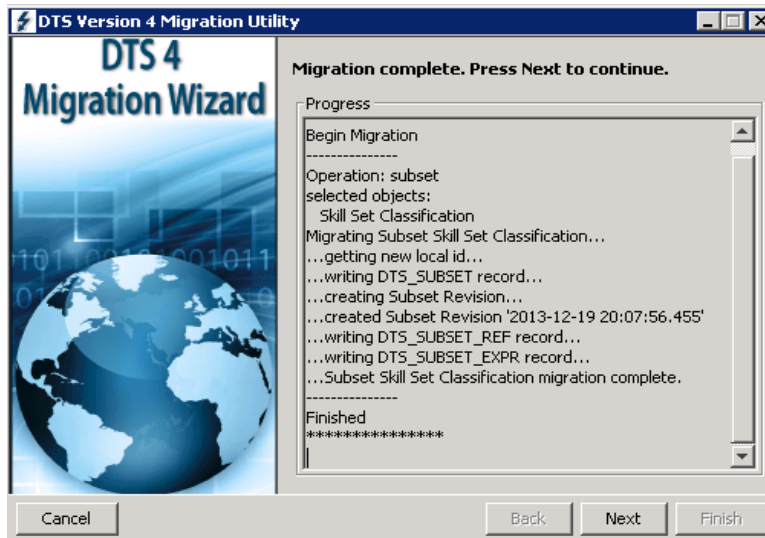 DTS Version 4 Migration Utility
DTS 4
Migration Wizard
Migration complete. Press Next to continue.
Progress
Begin Migration
---------------
Operation: subset
selected objects:
Skill Set Classification
Migrating Subset Skill Set Classification...
...getting new local id...
...writing DTS_SUBSET record...
...creating Subset Revision...
...created Subset Revision '2013-12-19 20:07:56.455'
...writing DTS_SUBSET_REF record...
...writing DTS_SUBSET_EXPR record...
...Subset Skill Set Classification migration complete.
---------------
Finished
***************
Cancel
Back
Next
Finish